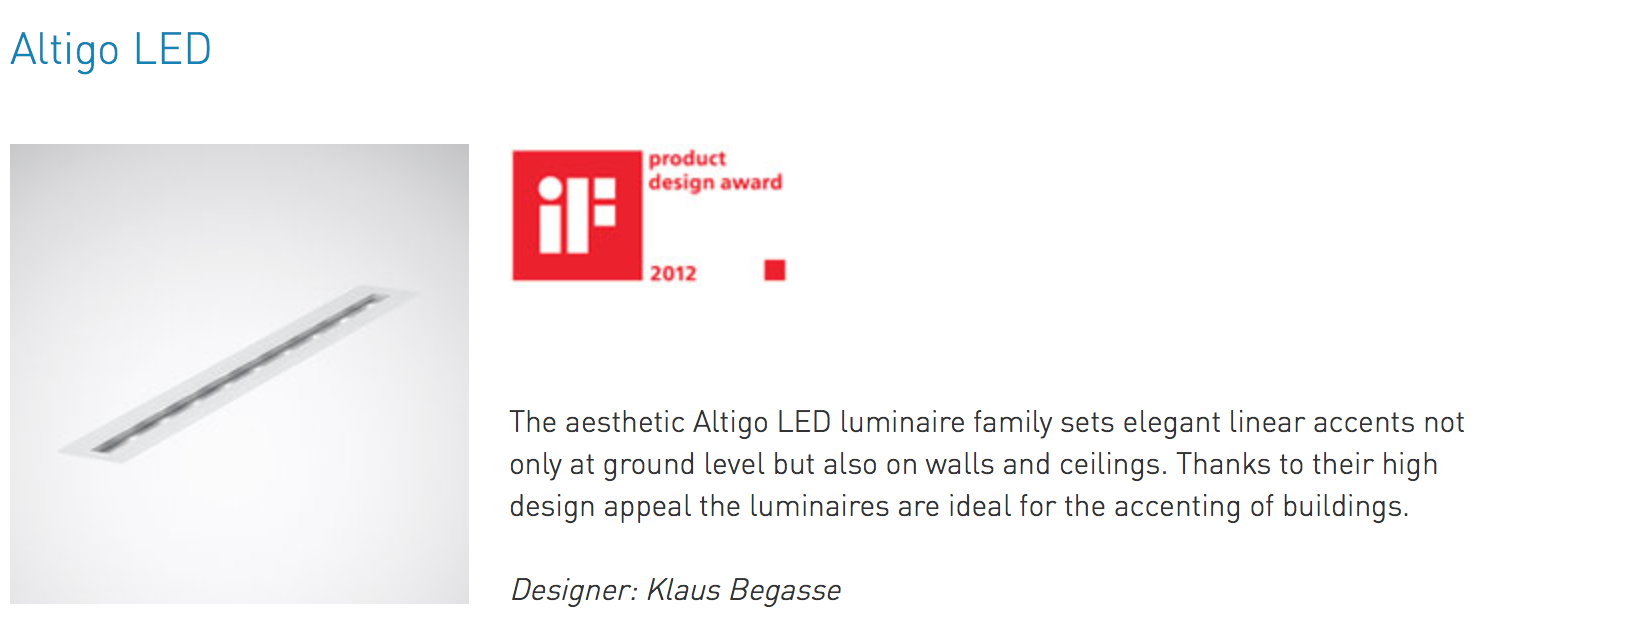 Altigo LED
iF
product
design award
2012
The aesthetic Altigo LED luminaire family sets elegant linear accents not
only at ground level but also on walls and ceilings. Thanks to their high
design appeal the luminaires are ideal for the accenting of buildings.
Designer: Klaus Begasse